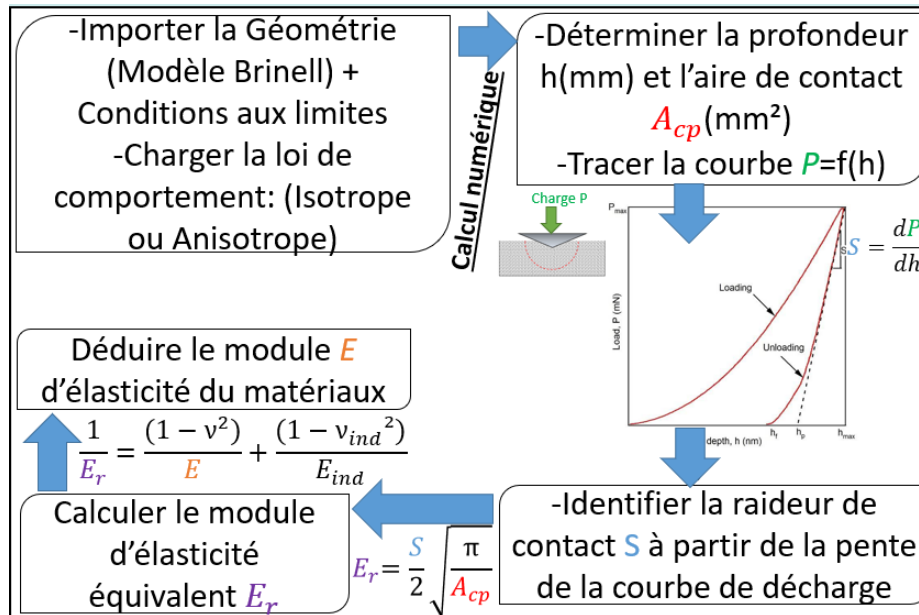 -Importer la Géométrie
(Modèle Brinell) +
Conditions aux limites
-Charger la loi de
comportement: (Isotrope
ou Anisotrope)
Calcul numérique
-Déterminer la profondeur
h(mm) et l'aire de contact
A_cp(mm²)
-Tracer la courbe P=f(h)
Charge P
P_max
Load, P (mN)
Loading
Unloading
S
h_f h_p h_max
depth, h (nm)
S = dP/dh
-Identifier la raideur de
contact S à partir de la pente
de la courbe de décharge
E_r = S/2 √(π/A_cp)
Calculer le module
d'élasticité
équivalent E_r
1/E_r = (1 − ν²)/E + (1 − ν_ind²)/E_ind
Déduire le module E
d'élasticité du matériaux